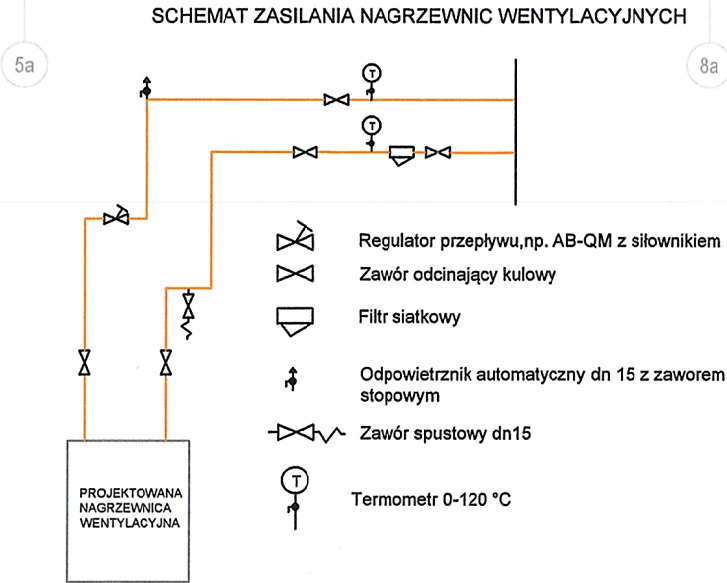 SCHEMAT ZASILANIA NAGRZEWNIC WENTYLACYJNYCH
5a
8a
T
T
Regulator przepływu,np. AB-QM z siłownikiem
Zawór odcinający kulowy
Filtr siatkowy
Odpowietrznik automatyczny dn 15 z zaworem
stopowym
Zawór spustowy dn15
T
Termometr 0-120 °C
PROJEKTOWANA
NAGRZEWNICA
WENTYLACYJNA